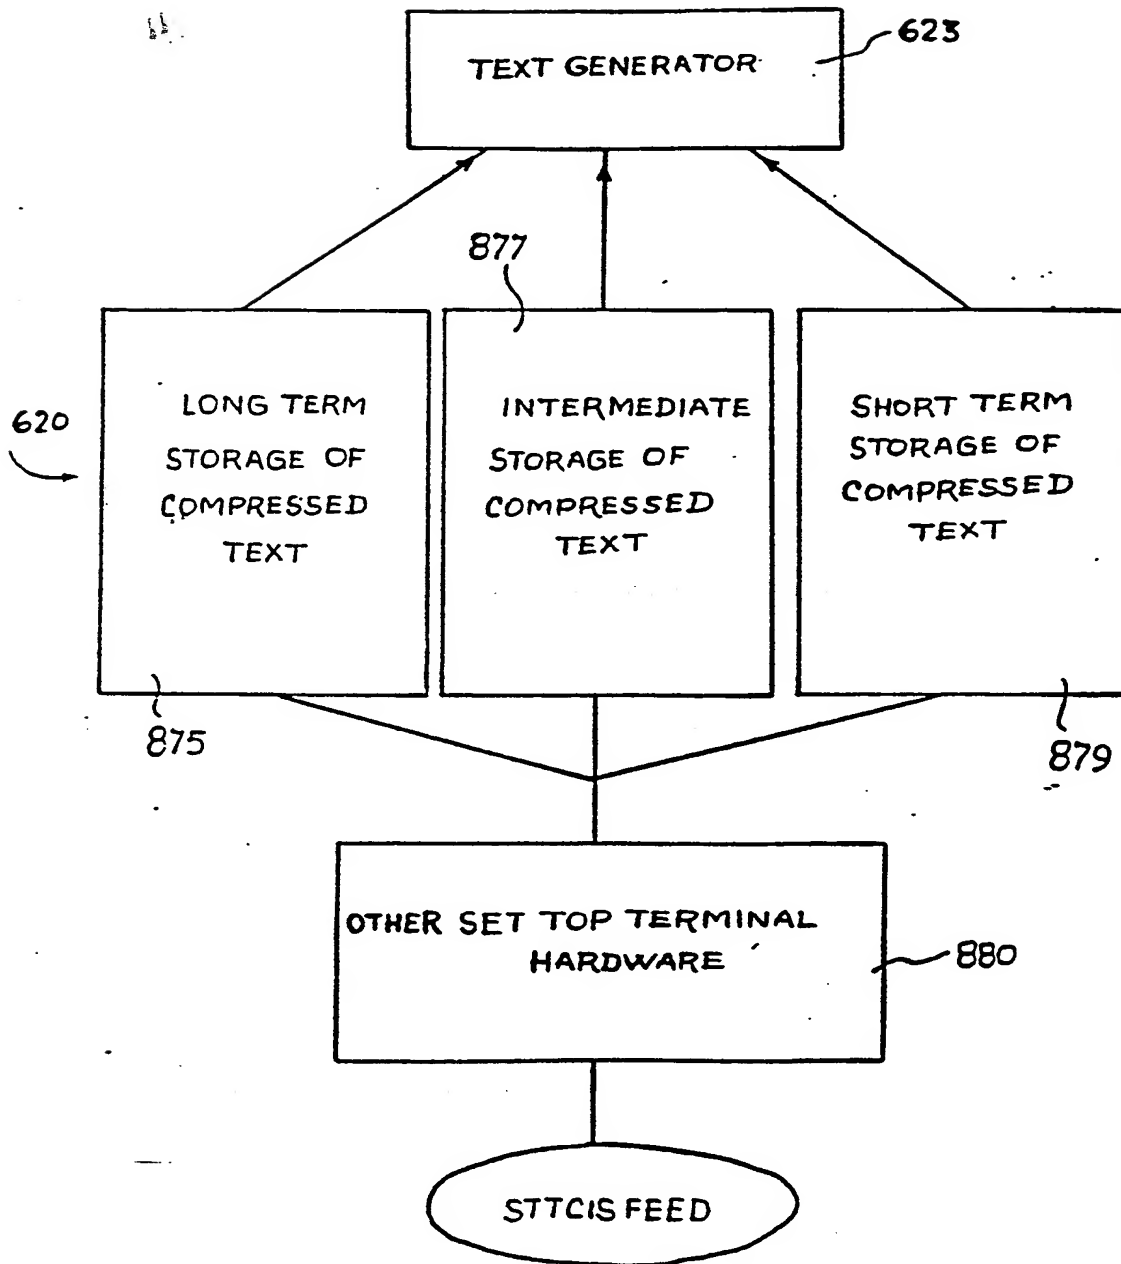 TEXT GENERATOR
623
877
620
LONG TERM
STORAGE OF
COMPRESSED
TEXT
INTERMEDIATE
STORAGE OF
COMPRESSED
TEXT
SHORT TERM
STORAGE OF
COMPRESSED
TEXT
875
879
OTHER SET TOP TERMINAL
HARDWARE
880
STTCIS FEED